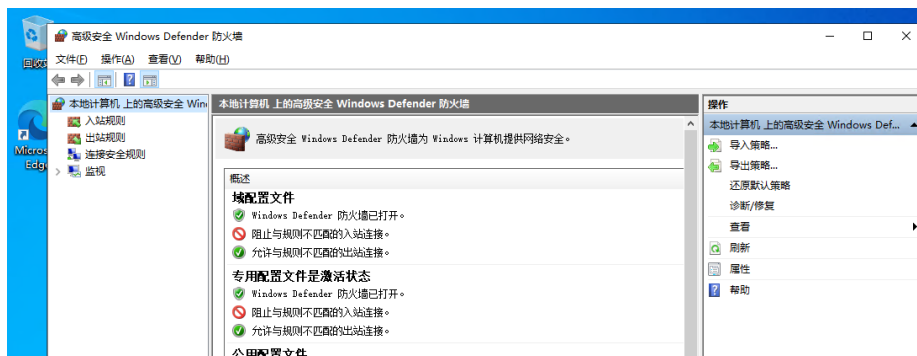 高级安全 Windows Defender 防火墙
文件(F) 操作(A) 查看(V) 帮助(H)
本地计算机 上的高级安全 Win
入站规则
出站规则
连接安全规则
监视
本地计算机 上的高级安全 Windows Defender 防火墙
高级安全 Windows Defender 防火墙为 Windows 计算机提供网络安全。
概述
域配置文件
Windows Defender 防火墙已打开。
阻止与规则不匹配的入站连接。
允许与规则不匹配的出站连接。
专用配置文件是激活状态
Windows Defender 防火墙已打开。
阻止与规则不匹配的入站连接。
允许与规则不匹配的出站连接。
公用配置文件
操作
本地计算机 上的高级安全 Windows Def...
导入策略...
导出策略...
还原默认策略
诊断/修复
查看
刷新
属性
帮助
回收
Micros
Edg